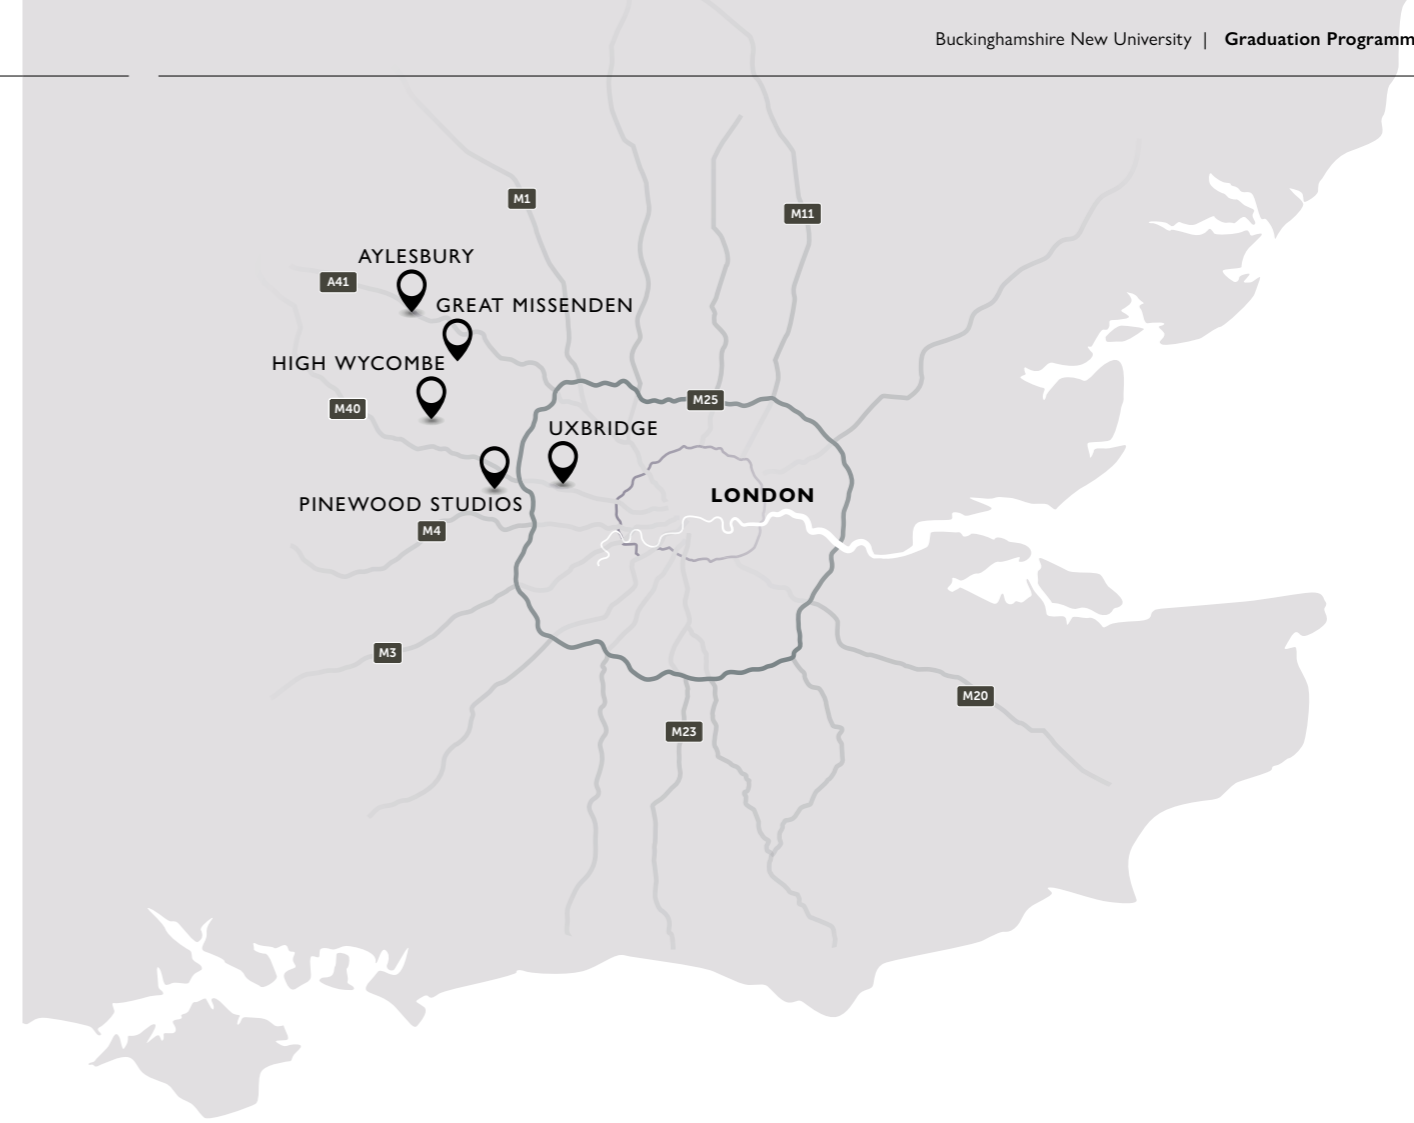 Buckinghamshire New University | Graduation Programm
M1
M11
AYLESBURY
A41
GREAT MISSENDEN
HIGH WYCOMBE
M40
M25
UXBRIDGE
LONDON
PINEWOOD STUDIOS
M4
M3
M20
M23